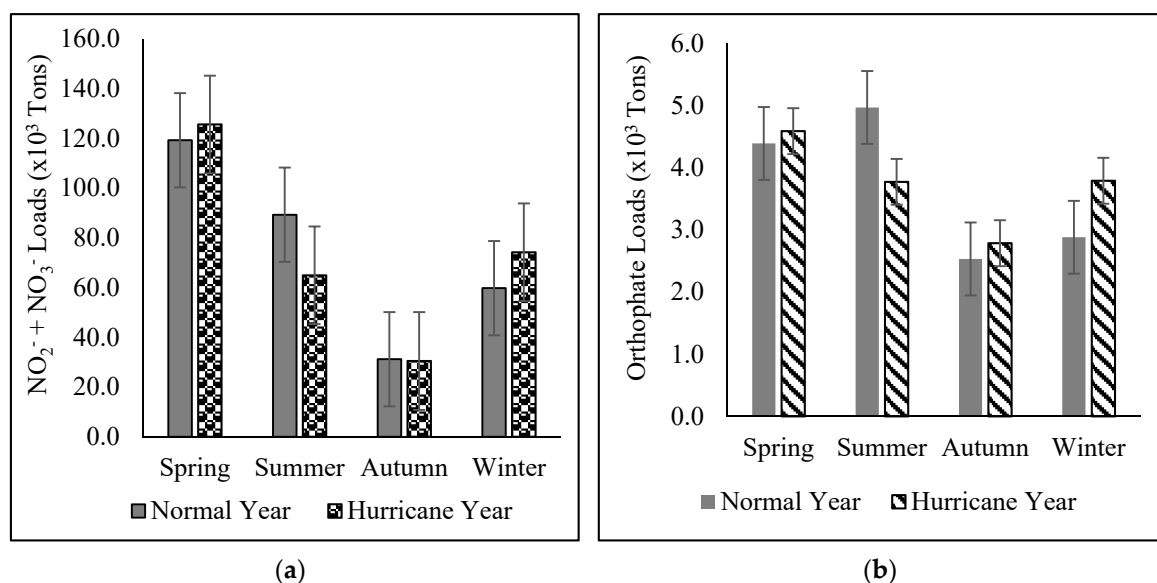 160.0
140.0
120.0
100.0
80.0
60.0
40.0
20.0
0.0
NO₂⁻ + NO₃⁻ Loads (x10³ Tons)
Spring Summer Autumn Winter
Normal Year Hurricane Year
(a)
6.0
5.0
4.0
3.0
2.0
1.0
0.0
Orthophate Loads (x10³ Tons)
Spring Summer Autumn Winter
Normal Year Hurricane Year
(b)